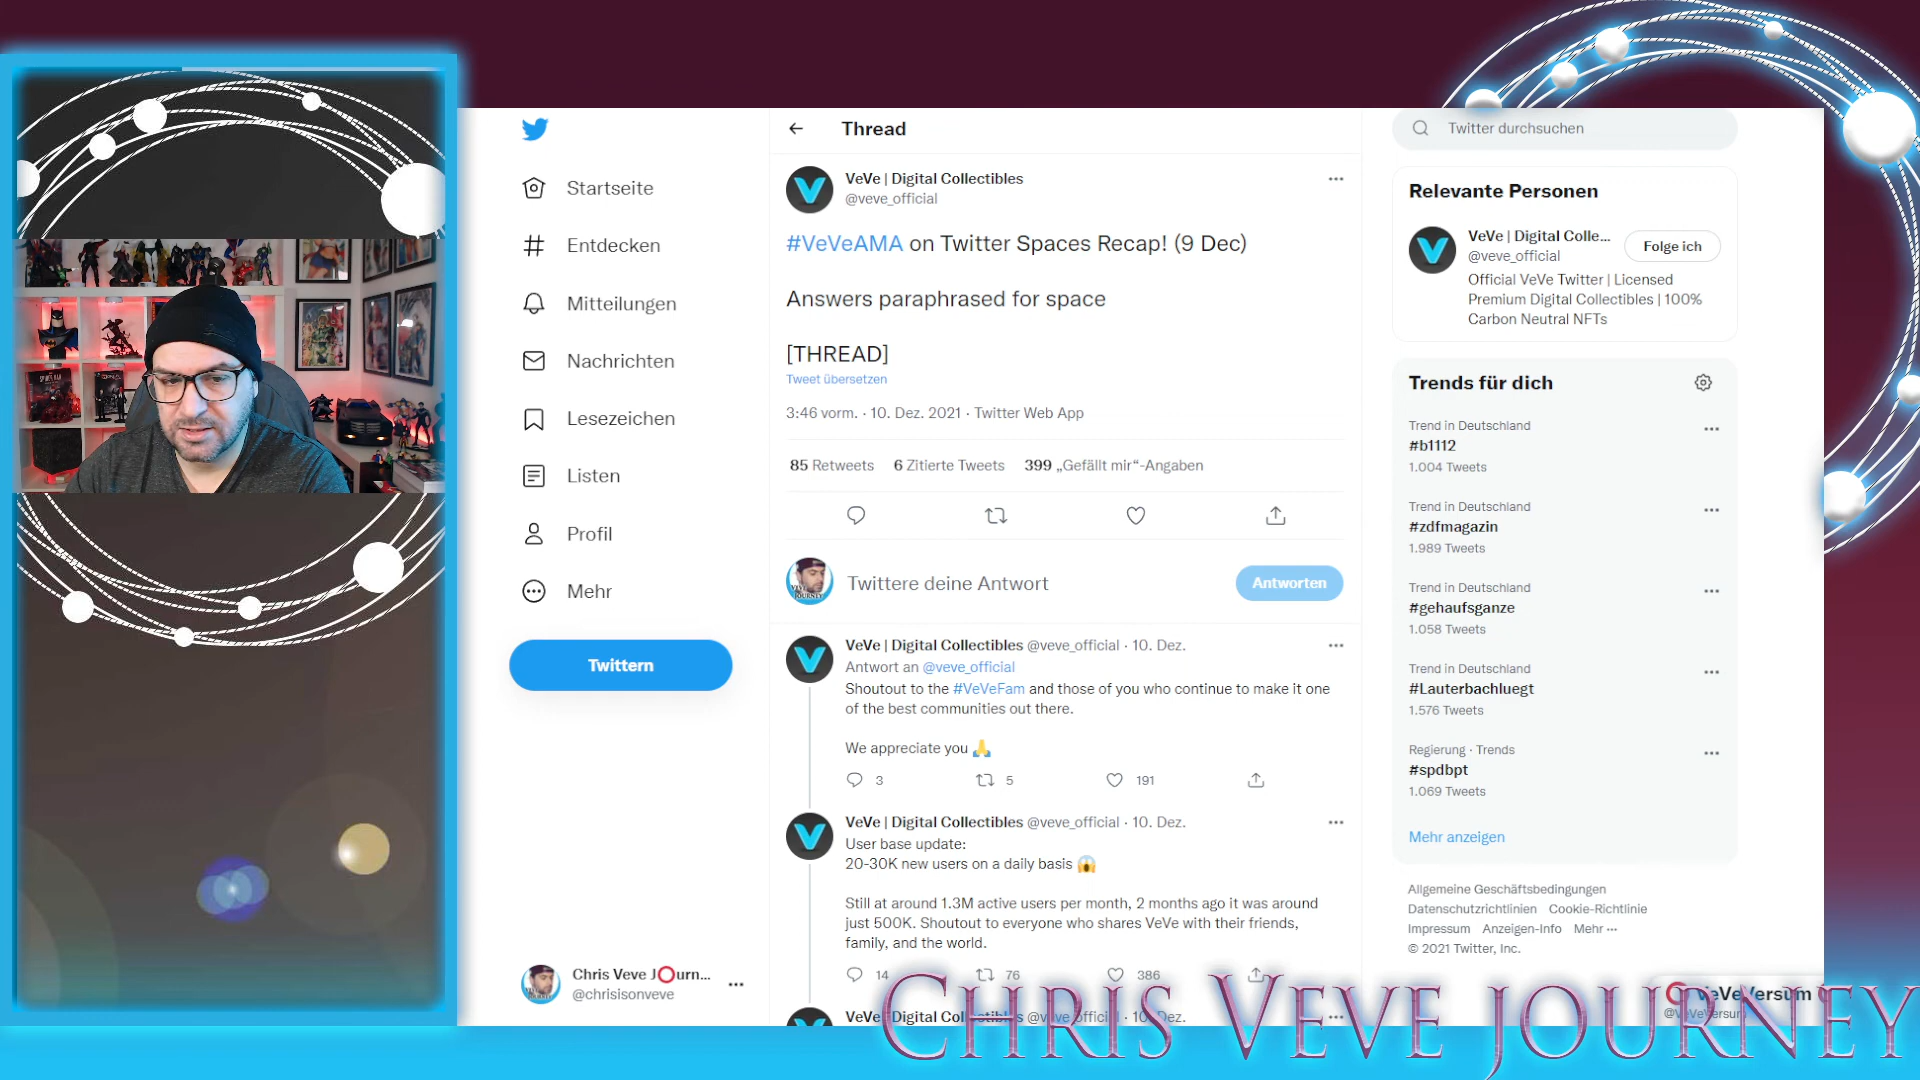 Startseite
Entdecken
Mitteilungen
Nachrichten
Lesezeichen
Listen
Profil
Mehr
Twittern
Chris Veve J⭕urn...
@chrisisonveve
Thread
VeVe | Digital Collectibles
@veve_official
#VeVeAMA on Twitter Spaces Recap! (9 Dec)
Answers paraphrased for space
[THREAD]
Tweet übersetzen
3:46 vorm. · 10. Dez. 2021 · Twitter Web App
85 Retweets 6 Zitierte Tweets 399 „Gefällt mir“-Angaben
Twittere deine Antwort
Antworten
VeVe | Digital Collectibles @veve_official · 10. Dez.
Antwort an @veve_official
Shoutout to the #VeVeFam and those of you who continue to make it one
of the best communities out there.
We appreciate you 🙏
3 5 191
VeVe | Digital Collectibles @veve_official · 10. Dez.
User base update:
20-30K new users on a daily basis 😱
Still at around 1.3M active users per month, 2 months ago it was around
just 500K. Shoutout to everyone who shares VeVe with their friends,
family, and the world.
14 76 386
VeVe | Digital Collectibles @veve_official · 10. Dez.
Twitter durchsuchen
Relevante Personen
VeVe | Digital Colle...
@veve_official
Folge ich
Official VeVe Twitter | Licensed
Premium Digital Collectibles | 100%
Carbon Neutral NFTs
Trends für dich
Trend in Deutschland
#b1112
1.004 Tweets
Trend in Deutschland
#zdfmagazin
1.989 Tweets
Trend in Deutschland
#gehaufsganze
1.058 Tweets
Trend in Deutschland
#Lauterbachluegt
1.576 Tweets
Regierung · Trends
#spdbpt
1.069 Tweets
Mehr anzeigen
Allgemeine Geschäftsbedingungen
Datenschutzrichtlinien Cookie-Richtlinie
Impressum Anzeigen-Info Mehr ···
© 2021 Twitter, Inc.
VeVeVersum
@VeVeVersum
Chris Veve Journey